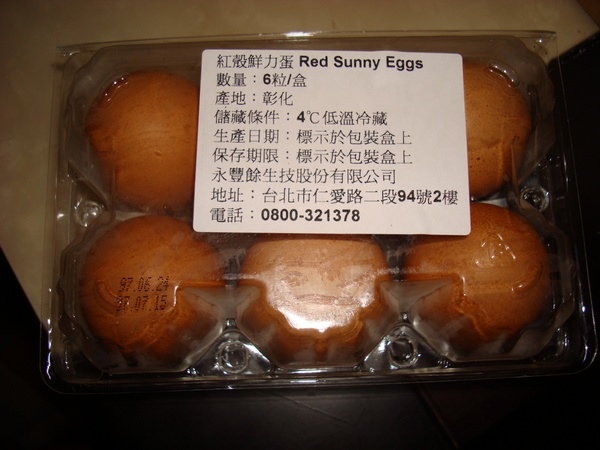 紅殼鮮力蛋 Red Sunny Eggs
數量：6粒/盒
產地：彰化
儲藏條件：4℃低溫冷藏
生產日期：標示於包裝盒上
保存期限：標示於包裝盒上
永豐餘生技股份有限公司
地址：台北市仁愛路二段94號2樓
電話：0800-321378
97.06.24
97.07.15